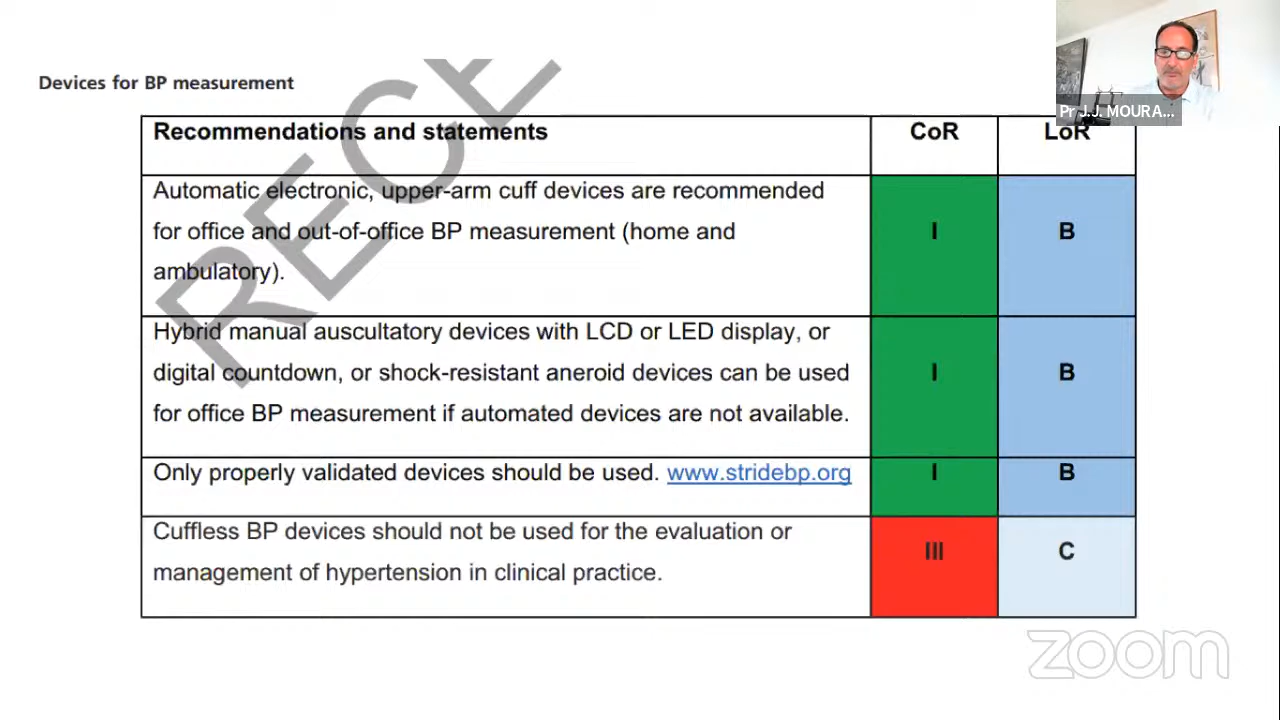 Pr J.J. MOURA...
Devices for BP measurement
RECE
Recommendations and statements
CoR
LoR
Automatic electronic, upper-arm cuff devices are recommended
for office and out-of-office BP measurement (home and
ambulatory).
I
B
Hybrid manual auscultatory devices with LCD or LED display, or
digital countdown, or shock-resistant aneroid devices can be used
for office BP measurement if automated devices are not available.
I
B
Only properly validated devices should be used. www.stridebp.org
I
B
Cuffless BP devices should not be used for the evaluation or
management of hypertension in clinical practice.
III
C
zoom